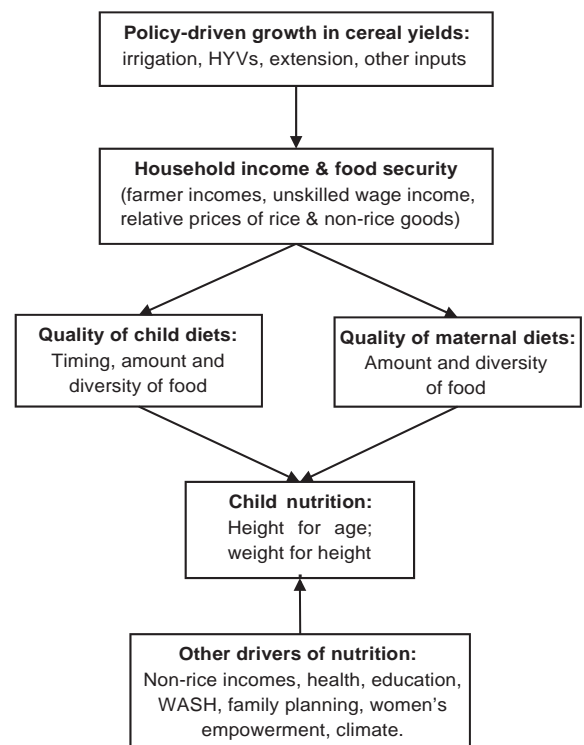 Policy-driven growth in cereal yields:
irrigation, HYVs, extension, other inputs
Household income & food security
(farmer incomes, unskilled wage income,
relative prices of rice & non-rice goods)
Quality of child diets:
Timing, amount and
diversity of food
Quality of maternal diets:
Amount and diversity
of food
Child nutrition:
Height for age;
weight for height
Other drivers of nutrition:
Non-rice incomes, health, education,
WASH, family planning, women's
empowerment, climate.